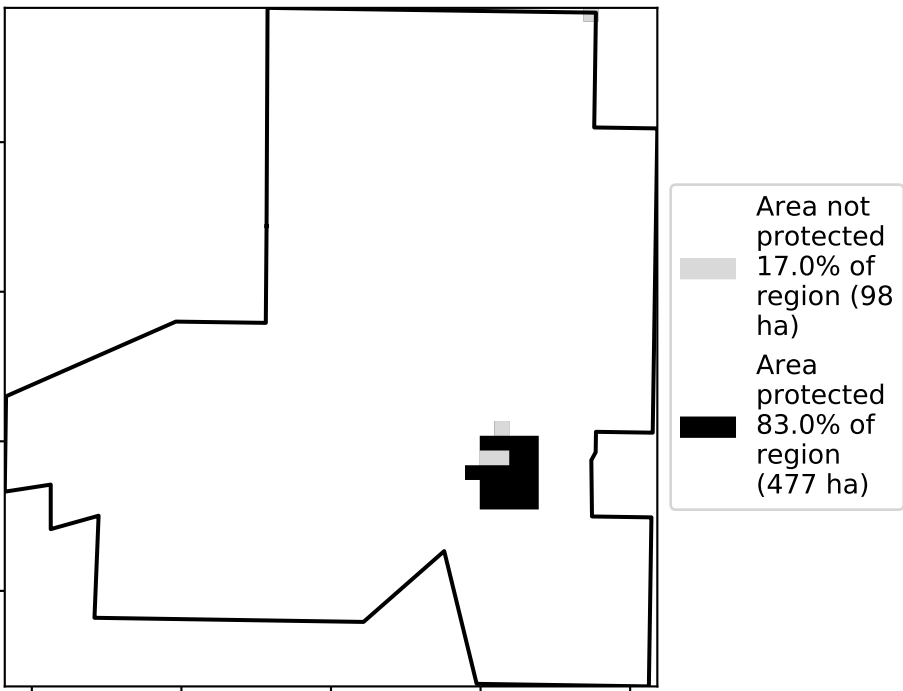 Area not
protected
17.0% of
region (98
ha)
Area
protected
83.0% of
region
(477 ha)